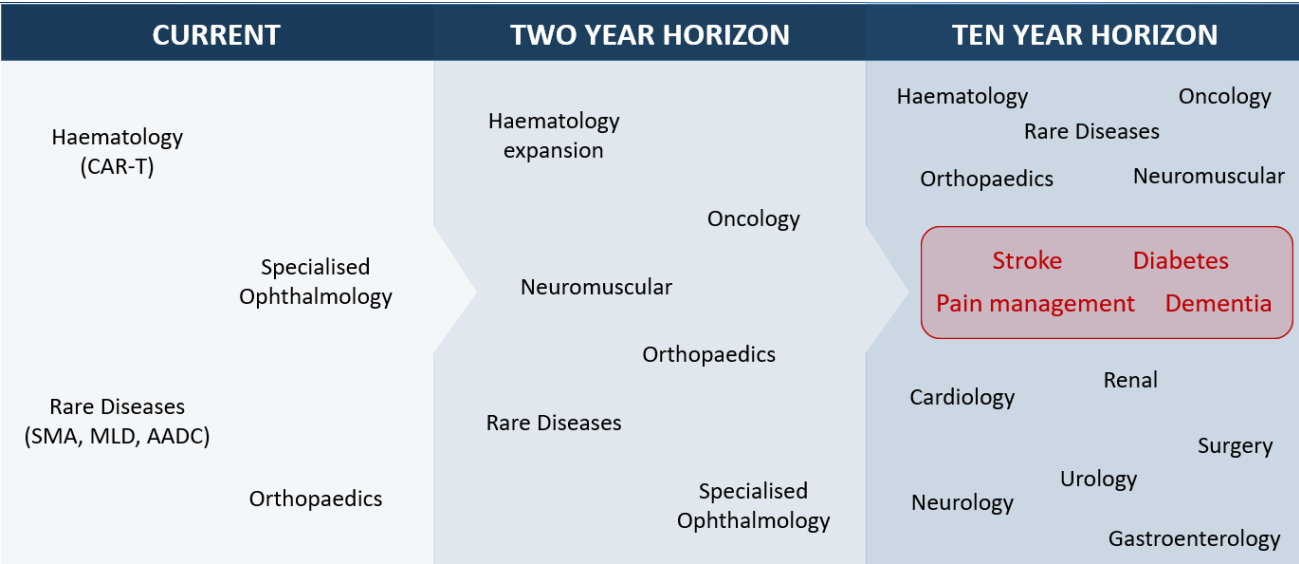 CURRENT
Haematology
(CAR-T)
Specialised
Ophthalmology
Rare Diseases
(SMA, MLD, AADC)
Orthopaedics
TWO YEAR HORIZON
Haematology
expansion
Oncology
Neuromuscular
Orthopaedics
Rare Diseases
Specialised
Ophthalmology
TEN YEAR HORIZON
Haematology
Oncology
Rare Diseases
Orthopaedics
Neuromuscular
Stroke
Diabetes
Pain management
Dementia
Renal
Cardiology
Surgery
Urology
Neurology
Gastroenterology